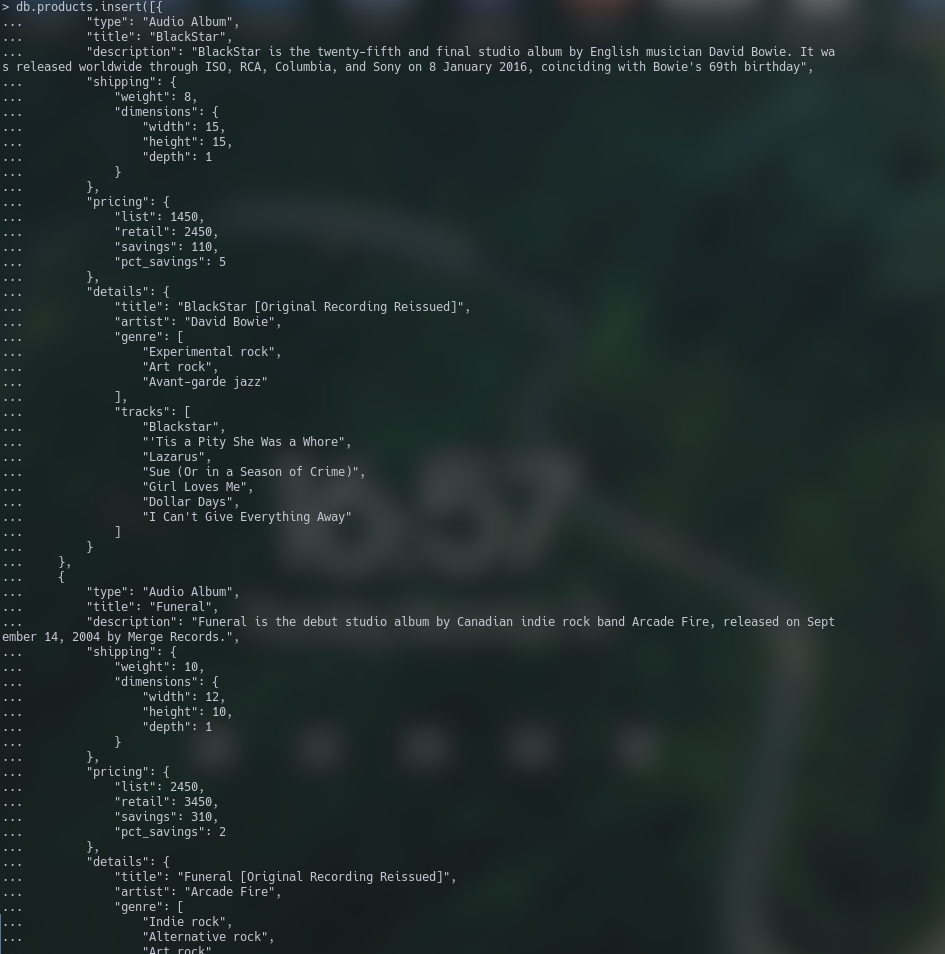 > db.products.insert([{
...         "type": "Audio Album",
...         "title": "BlackStar",
...         "description": "BlackStar is the twenty-fifth and final studio album by English musician David Bowie. It wa
s released worldwide through ISO, RCA, Columbia, and Sony on 8 January 2016, coinciding with Bowie's 69th birthday",
...         "shipping": {
...             "weight": 8,
...             "dimensions": {
...                 "width": 15,
...                 "height": 15,
...                 "depth": 1
...             }
...         },
...         "pricing": {
...             "list": 1450,
...             "retail": 2450,
...             "savings": 110,
...             "pct_savings": 5
...         },
...         "details": {
...             "title": "BlackStar [Original Recording Reissued]",
...             "artist": "David Bowie",
...             "genre": [
...                 "Experimental rock",
...                 "Art rock",
...                 "Avant-garde jazz"
...             ],
...             "tracks": [
...                 "Blackstar",
...                 "'Tis a Pity She Was a Whore",
...                 "Lazarus",
...                 "Sue (Or in a Season of Crime)",
...                 "Girl Loves Me",
...                 "Dollar Days",
...                 "I Can't Give Everything Away"
...             ]
...         }
...     },
...     {
...         "type": "Audio Album",
...         "title": "Funeral",
...         "description": "Funeral is the debut studio album by Canadian indie rock band Arcade Fire, released on Sept
ember 14, 2004 by Merge Records.",
...         "shipping": {
...             "weight": 10,
...             "dimensions": {
...                 "width": 12,
...                 "height": 10,
...                 "depth": 1
...             }
...         },
...         "pricing": {
...             "list": 2450,
...             "retail": 3450,
...             "savings": 310,
...             "pct_savings": 2
...         },
...         "details": {
...             "title": "Funeral [Original Recording Reissued]",
...             "artist": "Arcade Fire",
...             "genre": [
...                 "Indie rock",
...                 "Alternative rock",
...                 "Art rock"
16:57